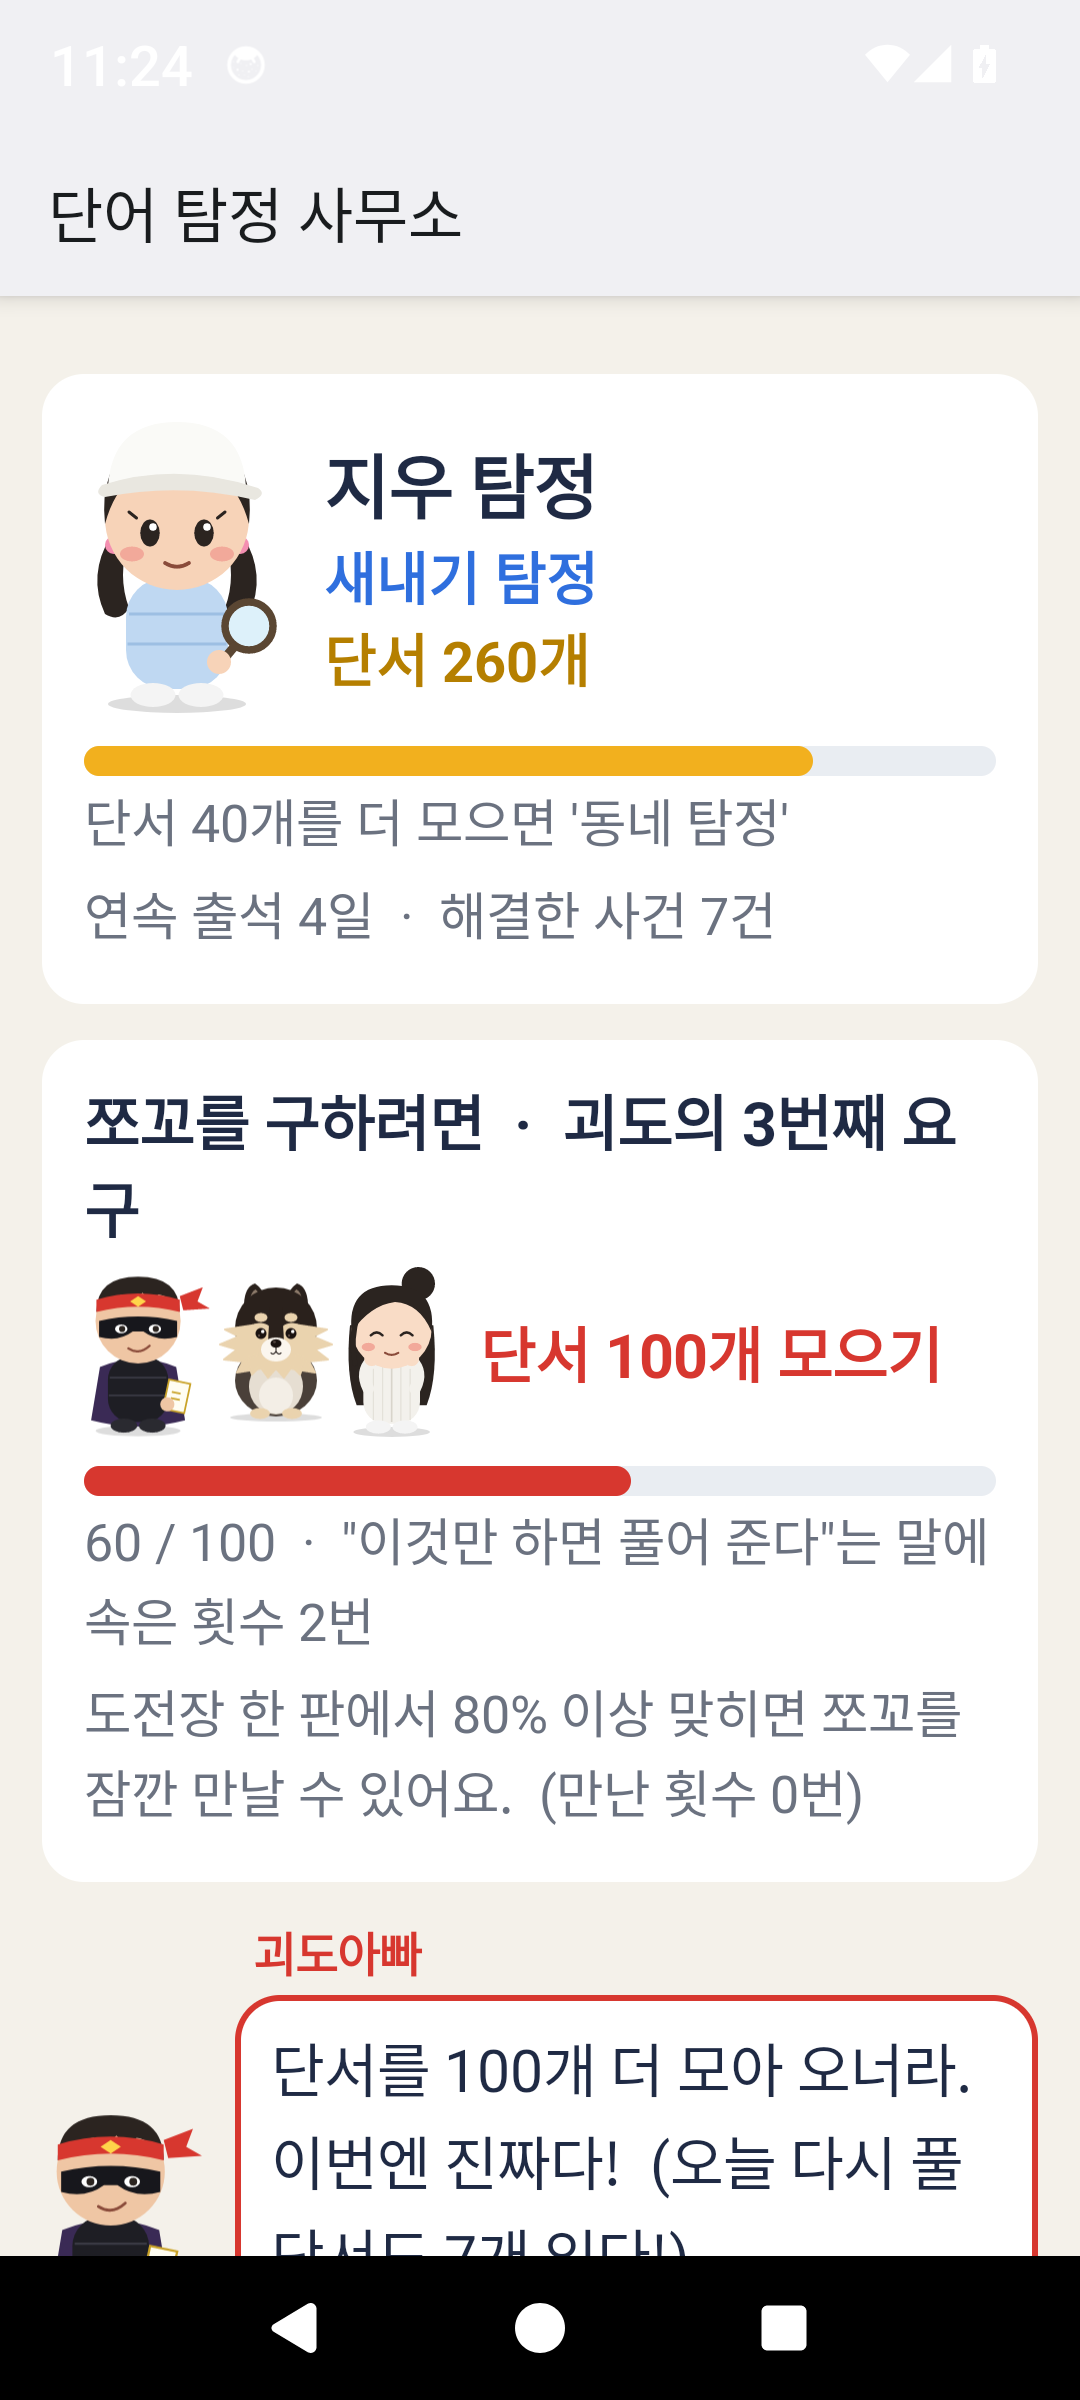 11:24
단어 탐정 사무소
지우 탐정
새내기 탐정
단서 260개
단서 40개를 더 모으면 '동네 탐정'
연속 출석 4일 · 해결한 사건 7건
쪼꼬를 구하려면 · 괴도의 3번째 요
구
단서 100개 모으기
60 / 100 · "이것만 하면 풀어 준다"는 말에
속은 횟수 2번
도전장 한 판에서 80% 이상 맞히면 쪼꼬를
잠깐 만날 수 있어요. (만난 횟수 0번)
괴도아빠
단서를 100개 더 모아 오너라.
이번엔 진짜다! (오늘 다시 풀
단서도 7개 있다!)